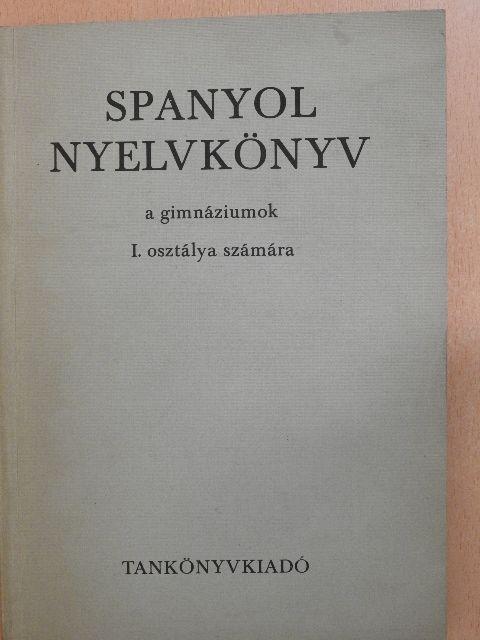 SPANYOL
NYELVKÖNYV
a gimnáziumok
I. osztálya számára
TANKÖNYVKIADÓ